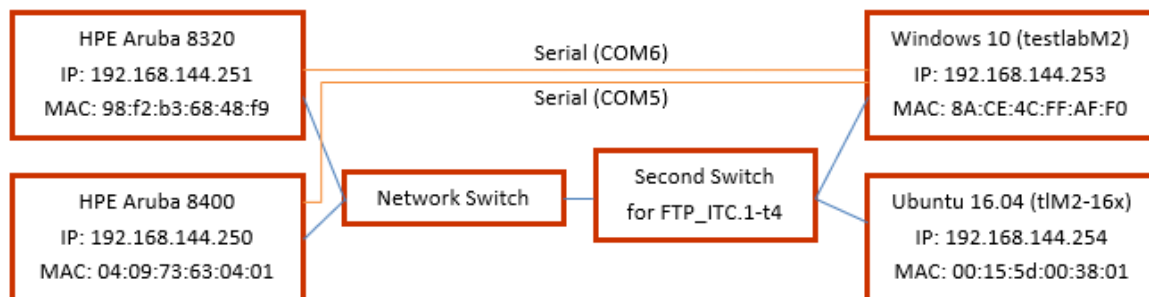 HPE Aruba 8320
IP: 192.168.144.251
MAC: 98:f2:b3:68:48:f9
Serial (COM6)
Serial (COM5)
Windows 10 (testlabM2)
IP: 192.168.144.253
MAC: 8A:CE:4C:FF:AF:F0
HPE Aruba 8400
IP: 192.168.144.250
MAC: 04:09:73:63:04:01
Network Switch
Second Switch
for FTP_ITC.1-t4
Ubuntu 16.04 (tlM2-16x)
IP: 192.168.144.254
MAC: 00:15:5d:00:38:01